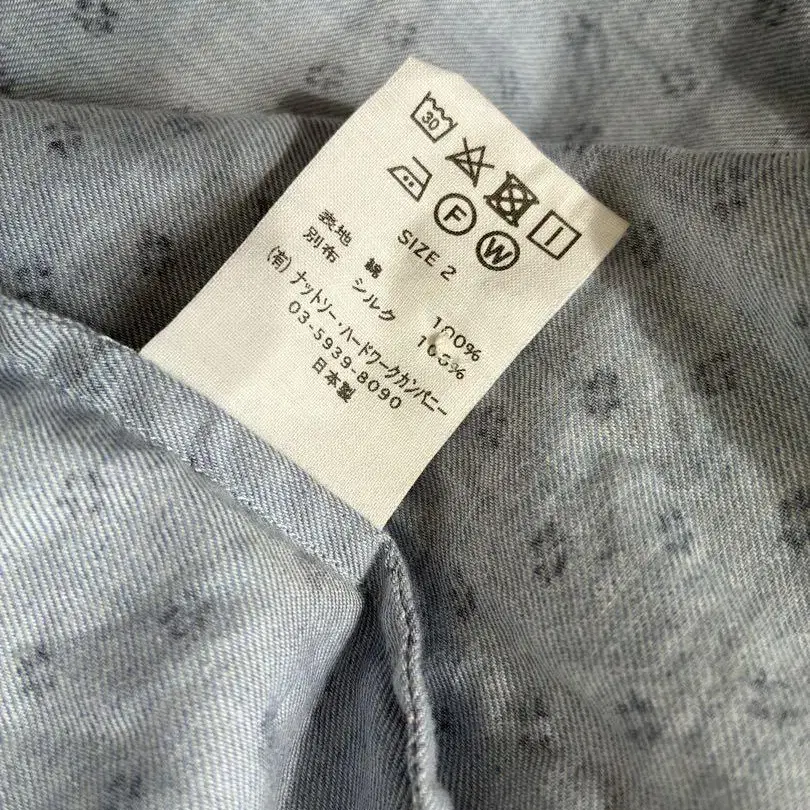 30
F W
SIZE 2
表地 綿 100%
別布 シルク 100%
(有)ナットソー・ハードワークカンパニー
03-5939-8090
日本製